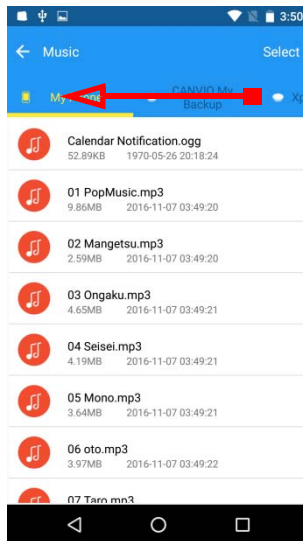 3:50
Music
Select
My Phone
CANVIO My
Backup
Xp
Calendar Notification.ogg
52.89KB 1970-05-26 20:18:24
01 PopMusic.mp3
9.86MB 2016-11-07 03:49:20
02 Mangetsu.mp3
2.59MB 2016-11-07 03:49:20
03 Ongaku.mp3
4.65MB 2016-11-07 03:49:21
04 Seisei.mp3
4.19MB 2016-11-07 03:49:21
05 Mono.mp3
3.64MB 2016-11-07 03:49:21
06 oto.mp3
3.97MB 2016-11-07 03:49:22
07 Taro.mp3